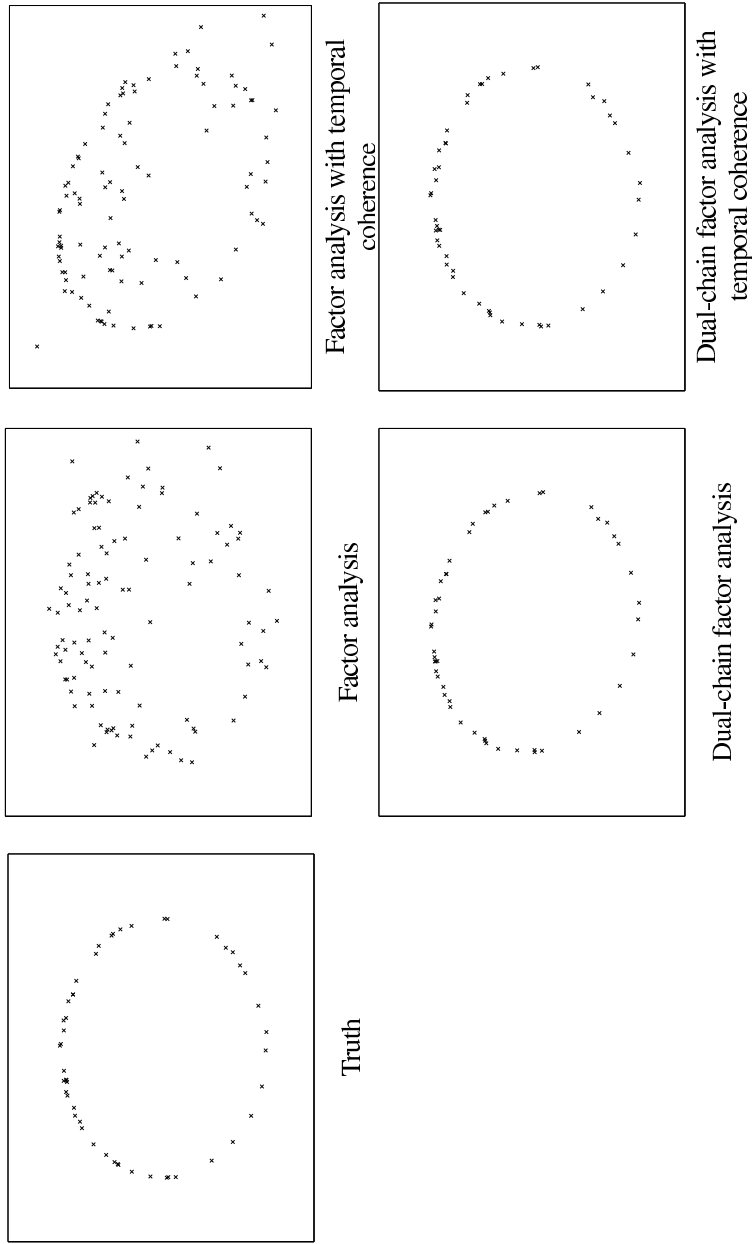 Truth
Factor analysis
Factor analysis with temporal
coherence
Dual-chain factor analysis
Dual-chain factor analysis with
temporal coherence